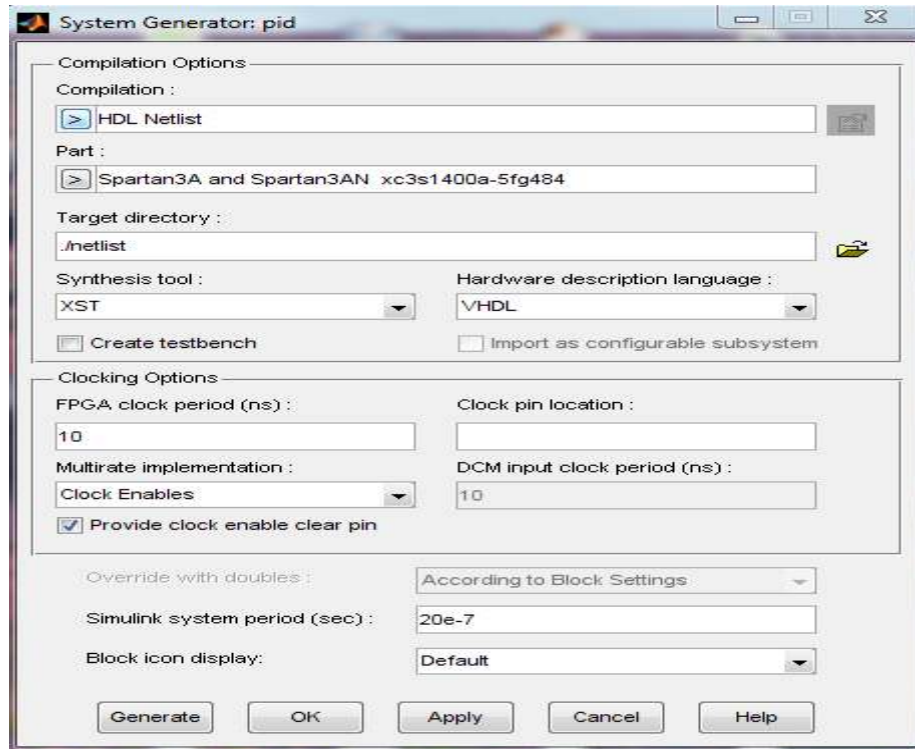 System Generator: pid
Compilation Options
Compilation :
> HDL Netlist
Part :
> Spartan3A and Spartan3AN xc3s1400a-5fg484
Target directory :
./netlist
Synthesis tool : Hardware description language :
XST VHDL
Create testbench Import as configurable subsystem
Clocking Options
FPGA clock period (ns) : Clock pin location :
10
Multirate implementation : DCM input clock period (ns) :
Clock Enables 10
Provide clock enable clear pin
Override with doubles : According to Block Settings
Simulink system period (sec) : 20e-7
Block icon display: Default
Generate OK Apply Cancel Help